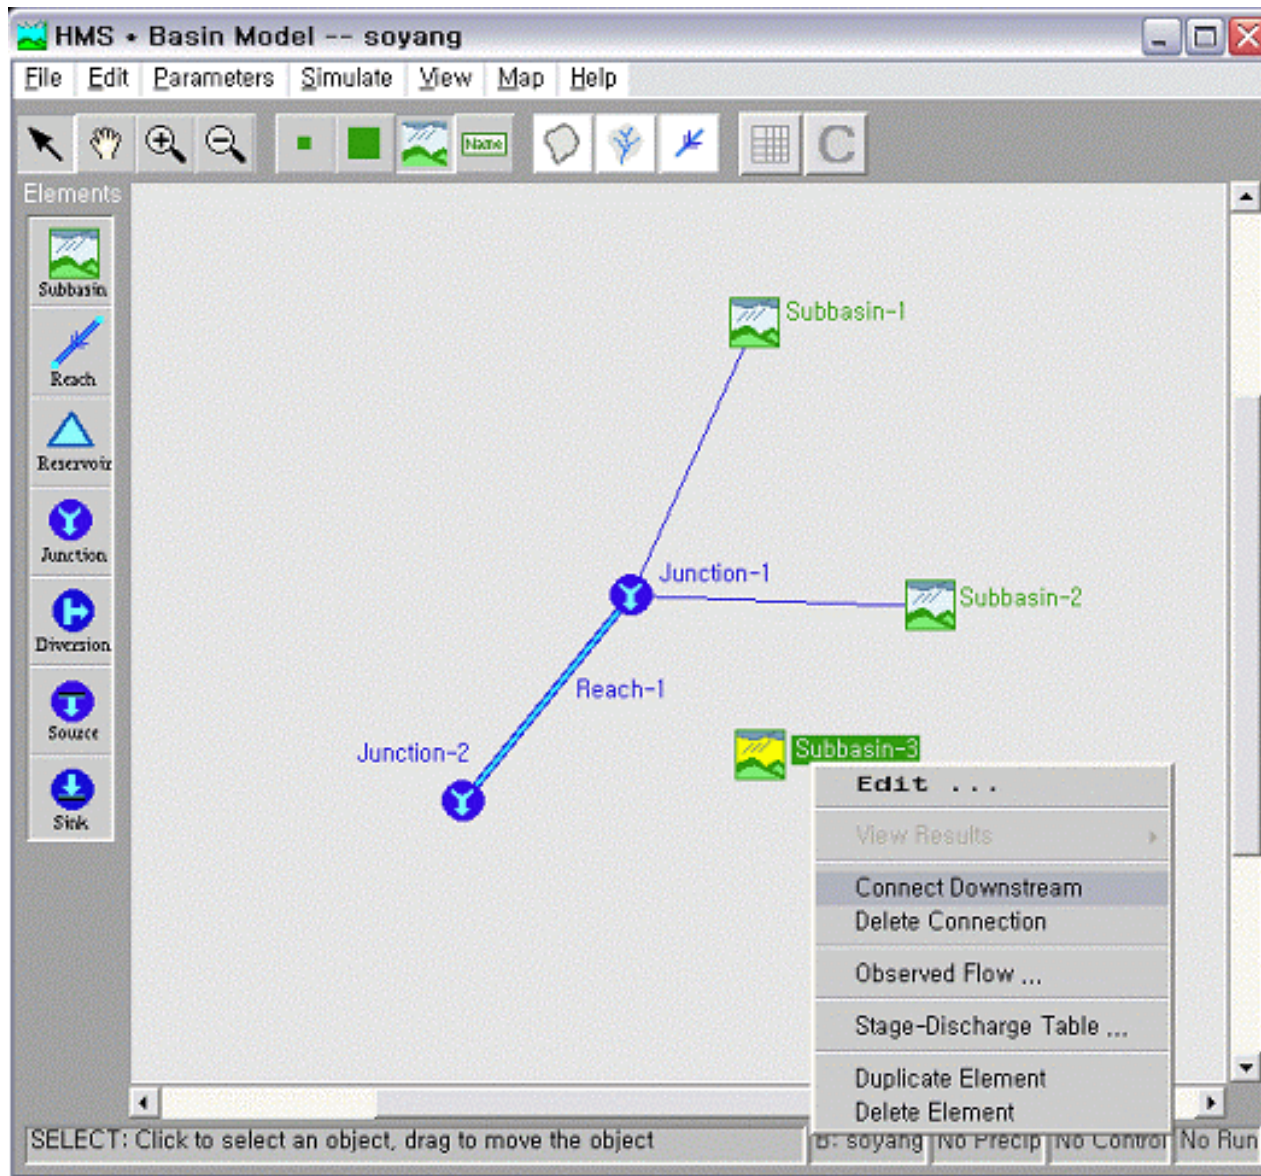 HMS • Basin Model -- soyang
File Edit Parameters Simulate View Map Help
Name C
Elements
Subbasin
Reach
Reservoir
Junction
Diversion
Source
Sink
Subbasin-1
Junction-1
Subbasin-2
Reach-1
Junction-2
Subbasin-3
Edit ...
View Results
Connect Downstream
Delete Connection
Observed Flow ...
Stage-Discharge Table ...
Duplicate Element
Delete Element
SELECT: Click to select an object, drag to move the object B: soyang No Precip No Control No Run